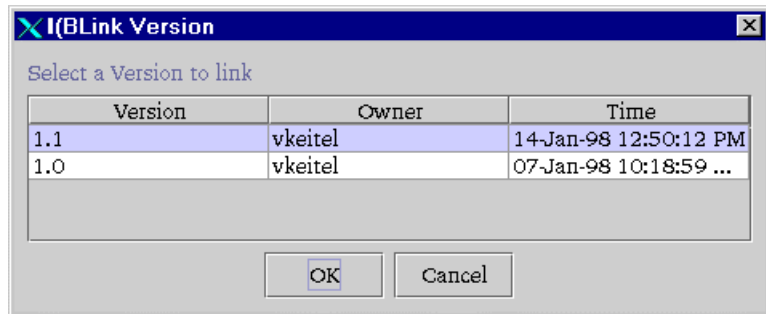 I(BLink Version
Select a Version to link
Version Owner Time
1.1 vkeitel 14-Jan-98 12:50:12 PM
1.0 vkeitel 07-Jan-98 10:18:59 ...
OK Cancel